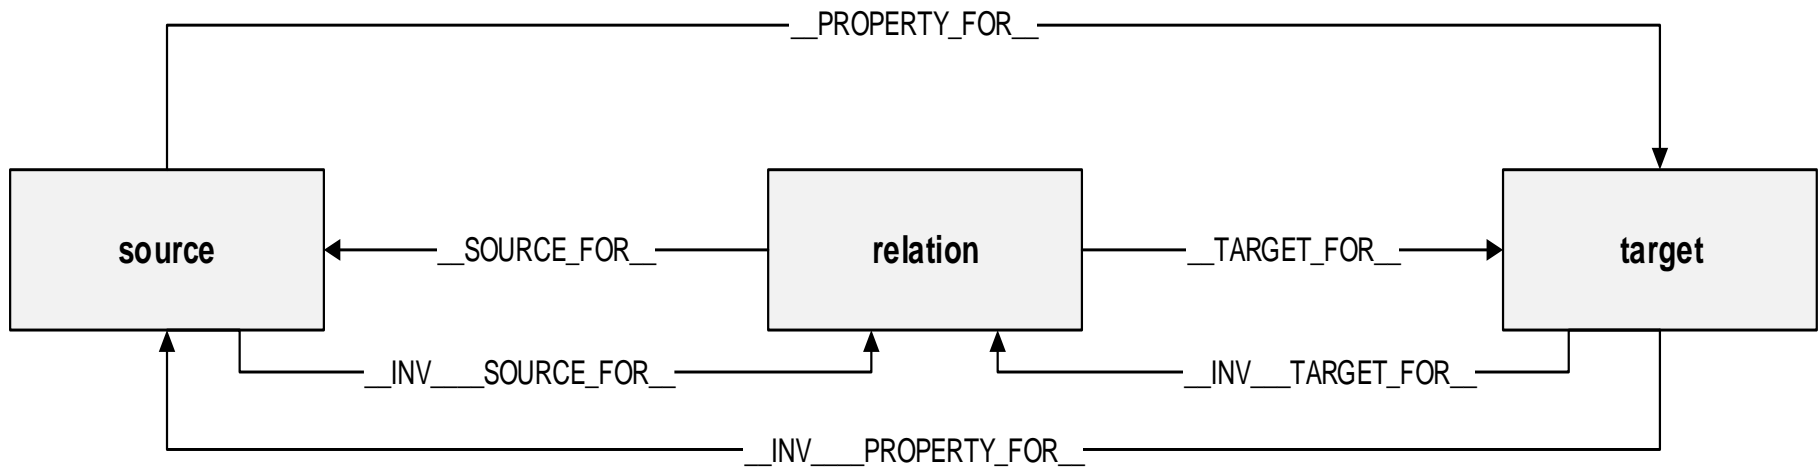 __PROPERTY_FOR__
source
__SOURCE_FOR__
relation
__TARGET_FOR__
target
__INV____SOURCE_FOR__
__INV___TARGET_FOR__
__INV____PROPERTY_FOR__